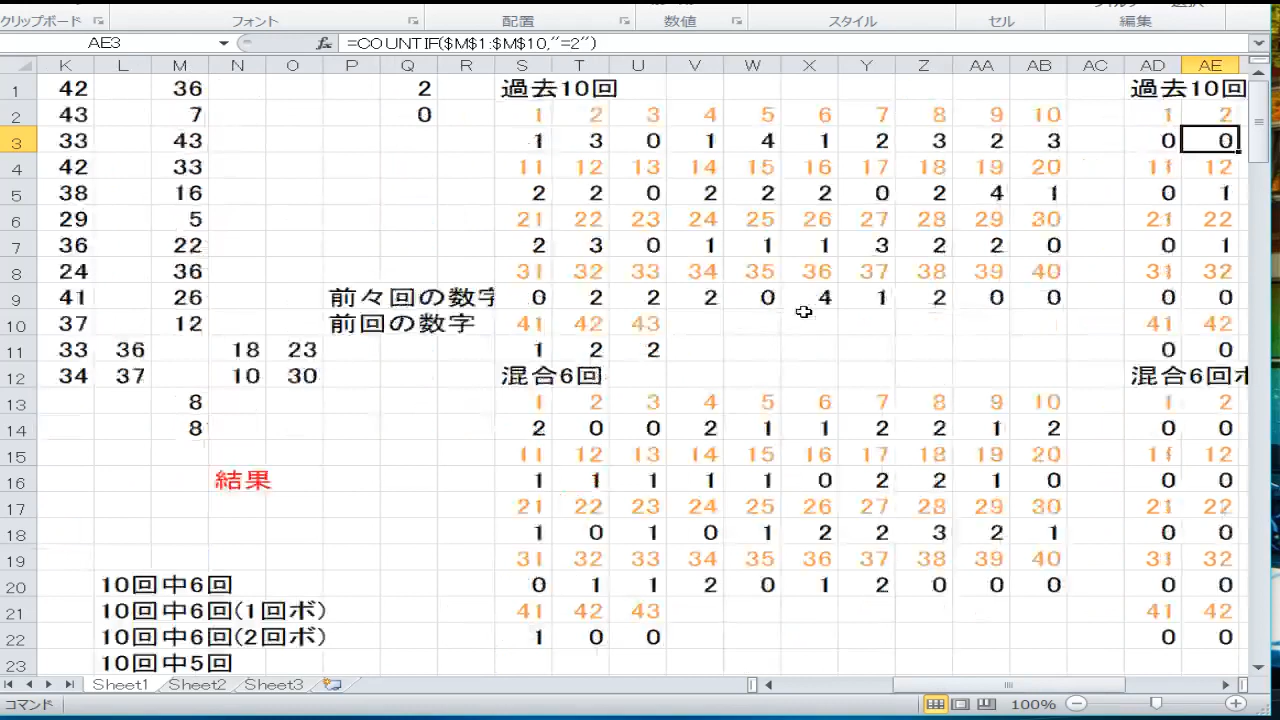 クリップボード フォント 配置 数値 スタイル セル 編集
AE3 fx =COUNTIF($M$1:$M$10,"=2")
K L M N O P Q R S T U V W X Y Z AA AB AC AD AE
1 42 36 2 過去10回 過去10回
2 43 7 0 1 2 3 4 5 6 7 8 9 10 1 2
3 33 43 1 3 0 1 4 1 2 3 2 3 0 0
4 42 33 11 12 13 14 15 16 17 18 19 20 11 12
5 38 16 2 2 0 2 2 2 0 2 4 1 0 1
6 29 5 21 22 23 24 25 26 27 28 29 30 21 22
7 36 22 2 3 0 1 1 1 3 2 2 0 0 1
8 24 36 31 32 33 34 35 36 37 38 39 40 31 32
9 41 26 前々回の数字 0 2 2 2 0 4 1 2 0 0 0 0
10 37 12 前回の数字 41 42 43 41 42
11 33 36 18 23 1 2 2 0 0
12 34 37 10 30 混合6回 混合6回ボ
13 8 1 2 3 4 5 6 7 8 9 10 1 2
14 8 2 0 0 2 1 1 2 2 1 2 0 0
15 11 12 13 14 15 16 17 18 19 20 11 12
16 結果 1 1 1 1 1 0 2 2 1 0 0 0
17 21 22 23 24 25 26 27 28 29 30 21 22
18 1 0 1 0 1 2 2 3 2 1 0 0
19 31 32 33 34 35 36 37 38 39 40 31 32
20 10回中6回 0 1 1 2 0 1 2 0 0 0 0 0
21 10回中6回(1回ボ) 41 42 43 41 42
22 10回中6回(2回ボ) 1 0 0 0 0
23 10回中5回
Sheet1 Sheet2 Sheet3
コマンド 100%